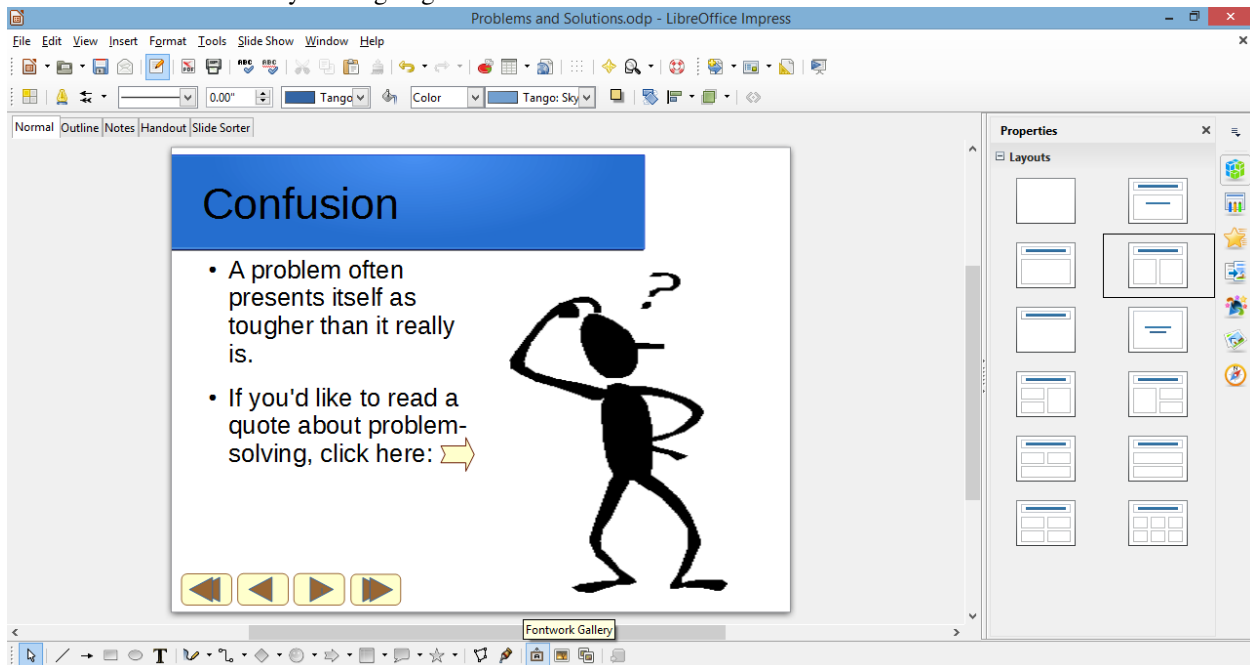 Problems and Solutions.odp - LibreOffice Impress
File Edit View Insert Format Tools Slide Show Window Help
0.00" Tango Color Tango: Sky
Normal Outline Notes Handout Slide Sorter
Properties
Layouts
Confusion
• A problem often
presents itself as
tougher than it really
is.
• If you'd like to read a
quote about problem-
solving, click here:
?
Fontwork Gallery